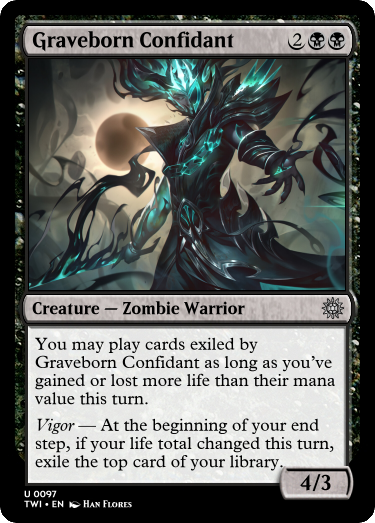 Graveborn Confidant 2
Creature — Zombie Warrior
You may play cards exiled by
Graveborn Confidant as long as you've
gained or lost more life than their mana
value this turn.
Vigor — At the beginning of your end
step, if your life total changed this turn,
exile the top card of your library.
4/3
U 0097
TWI • EN Han Flores